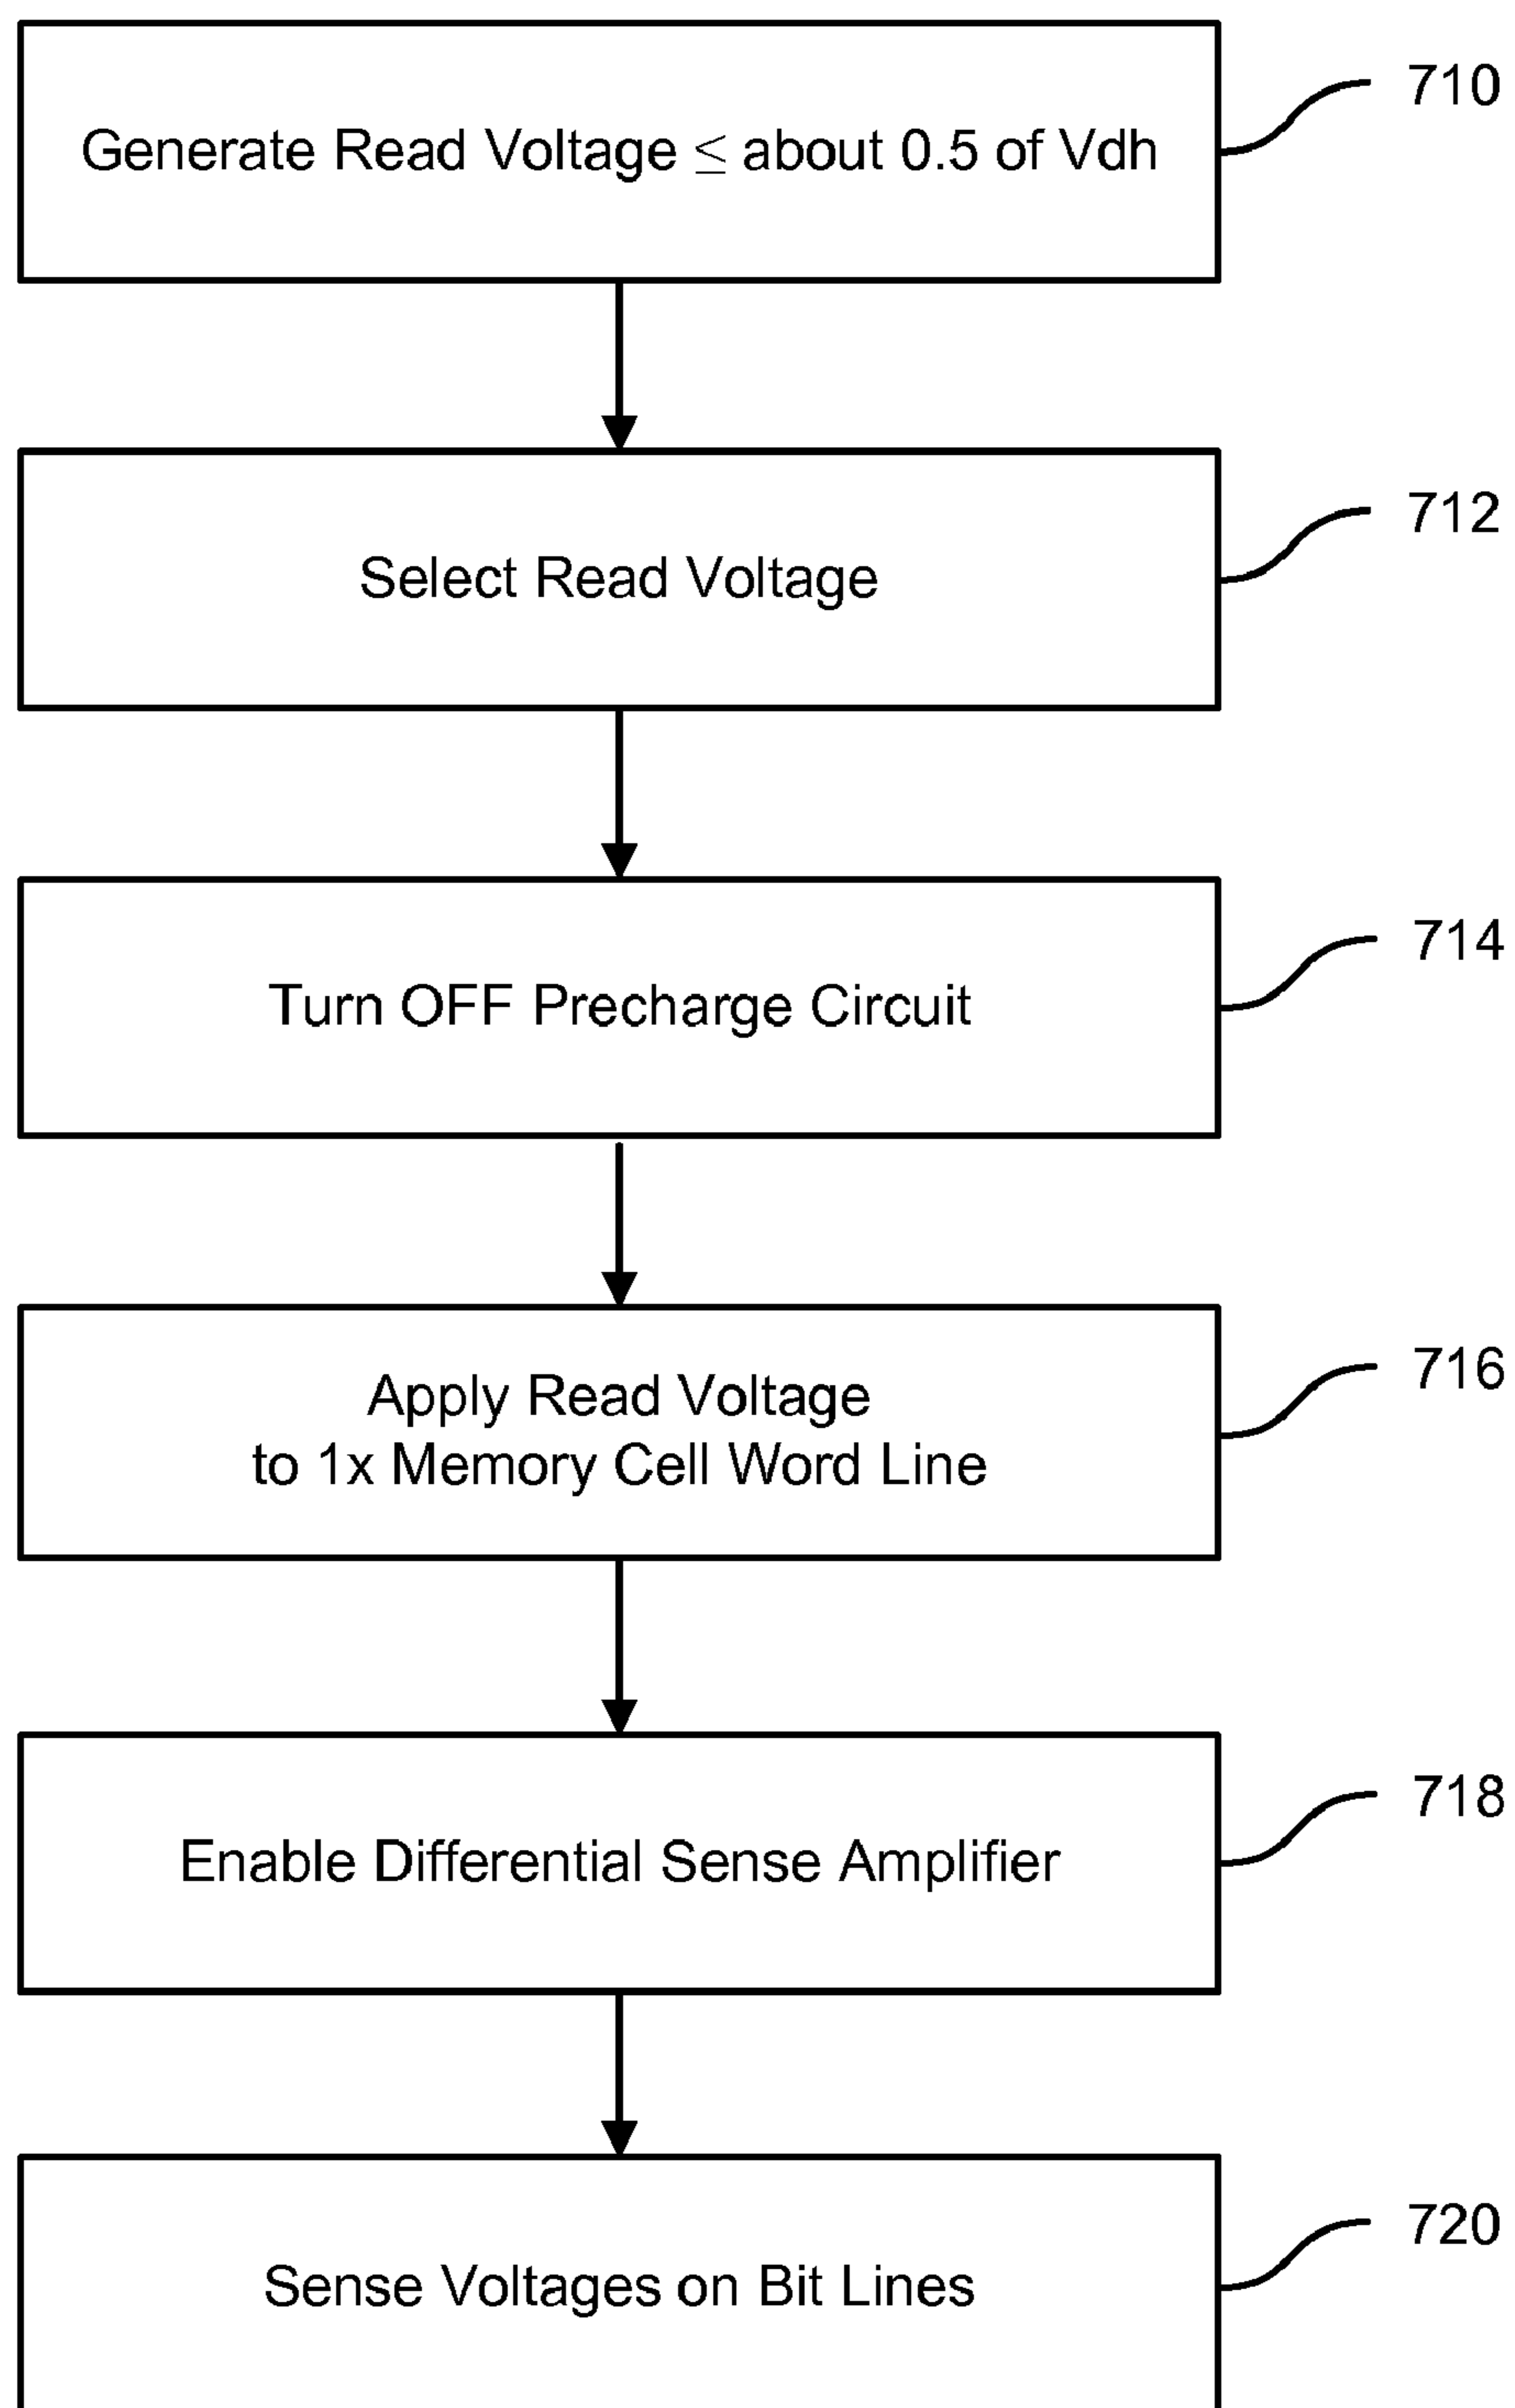 Generate Read Voltage ≤ about 0.5 of Vdh
710
Select Read Voltage
712
Turn OFF Precharge Circuit
714
Apply Read Voltage
to 1x Memory Cell Word Line
716
Enable Differential Sense Amplifier
718
Sense Voltages on Bit Lines
720